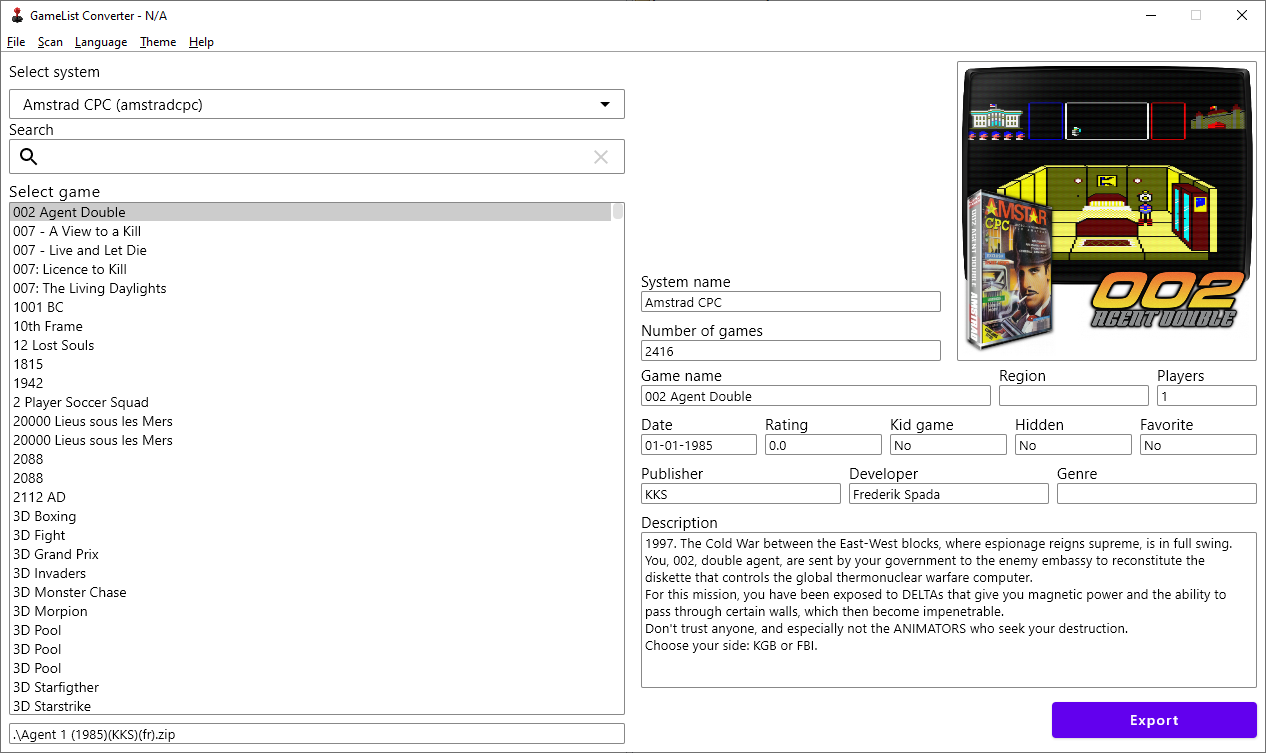 GameList Converter - N/A
File Scan Language Theme Help
Select system
Amstrad CPC (amstradcpc)
Search
Select game
002 Agent Double
007 - A View to a Kill
007 - Live and Let Die
007: Licence to Kill
007: The Living Daylights
1001 BC
10th Frame
12 Lost Souls
1815
1942
2 Player Soccer Squad
20000 Lieus sous les Mers
20000 Lieus sous les Mers
2088
2088
2112 AD
3D Boxing
3D Fight
3D Grand Prix
3D Invaders
3D Monster Chase
3D Morpion
3D Pool
3D Pool
3D Pool
3D Starfigther
3D Starstrike
.\Agent 1 (1985)(KKS)(fr).zip
AMSTAR
CPC
002 AGENT DOUBLE
AMSTRAD
002
AGENT DOUBLE
System name
Amstrad CPC
Number of games
2416
Game name Region Players
002 Agent Double 1
Date Rating Kid game Hidden Favorite
01-01-1985 0.0 No No No
Publisher Developer Genre
KKS Frederik Spada
Description
1997. The Cold War between the East-West blocks, where espionage reigns supreme, is in full swing.
You, 002, double agent, are sent by your government to the enemy embassy to reconstitute the
diskette that controls the global thermonuclear warfare computer.
For this mission, you have been exposed to DELTAs that give you magnetic power and the ability to
pass through certain walls, which then become impenetrable.
Don't trust anyone, and especially not the ANIMATORS who seek your destruction.
Choose your side: KGB or FBI.
Export